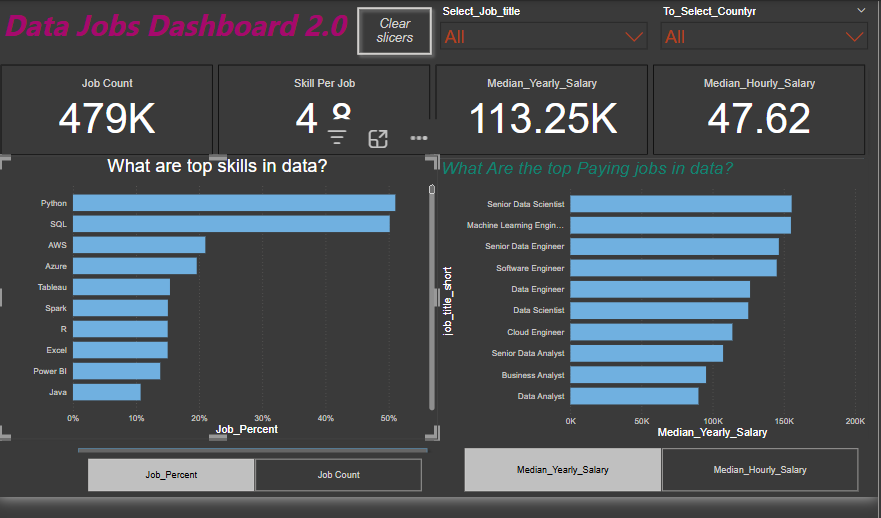 Data Jobs Dashboard 2.0
Clear
slicers
Select_Job_title
All
To_Select_Countyr
All
Job Count
479K
Skill Per Job
4.8
Median_Yearly_Salary
113.25K
Median_Hourly_Salary
47.62
What are top skills in data?
Python
SQL
AWS
Azure
Tableau
Spark
R
Excel
Power BI
Java
0% 10% 20% 30% 40% 50%
Job_Percent
Job_Percent Job Count
What Are the top Paying jobs in data?
job_title_short
Senior Data Scientist
Machine Learning Engin...
Senior Data Engineer
Software Engineer
Data Engineer
Data Scientist
Cloud Engineer
Senior Data Analyst
Business Analyst
Data Analyst
0K 50K 100K 150K 200K
Median_Yearly_Salary
Median_Yearly_Salary Median_Hourly_Salary